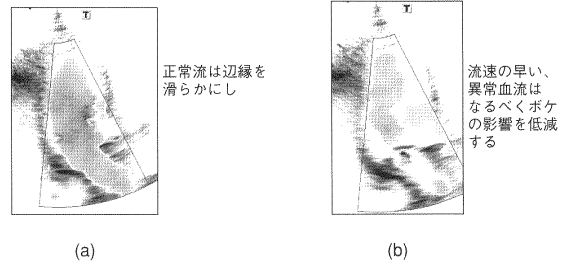 T
正常流は辺縁を
滑らかにし
(a)
T
流速の早い、
異常血流は
なるべくボケ
の影響を低減
する
(b)